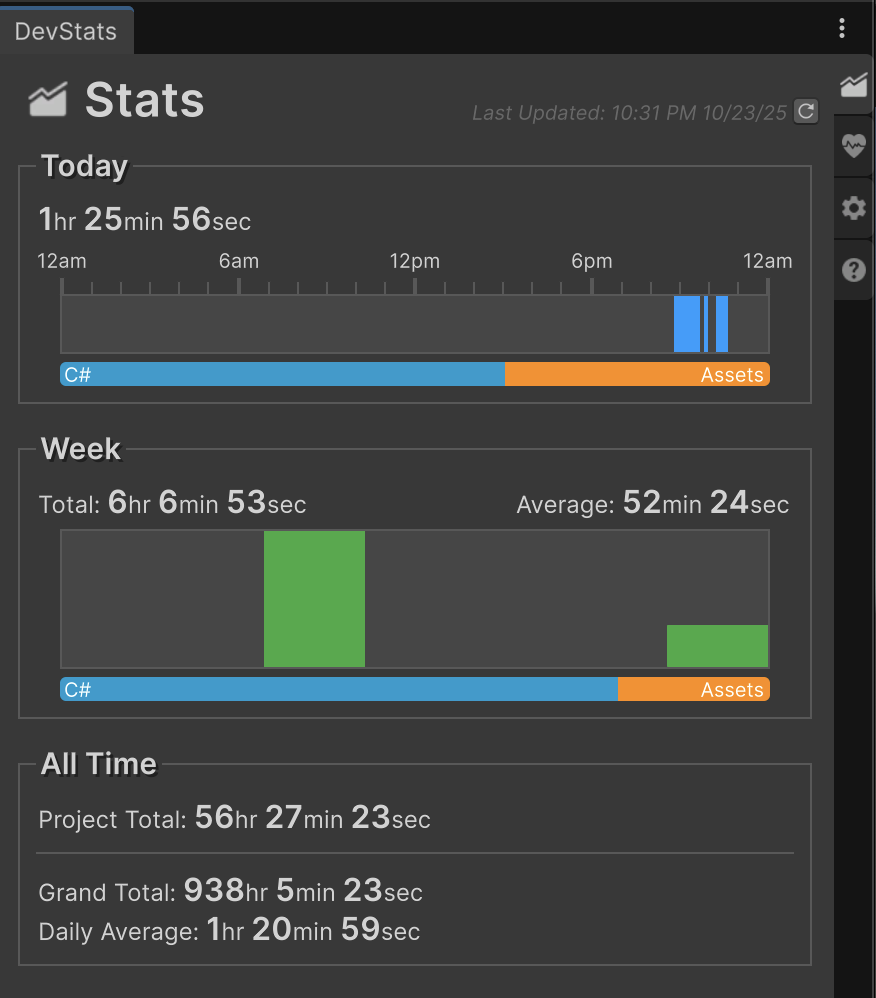 DevStats
Stats
Last Updated: 10:31 PM 10/23/25
Today
1hr 25min 56sec
12am 6am 12pm 6pm 12am
C# Assets
Week
Total: 6hr 6min 53sec Average: 52min 24sec
C# Assets
All Time
Project Total: 56hr 27min 23sec
Grand Total: 938hr 5min 23sec
Daily Average: 1hr 20min 59sec